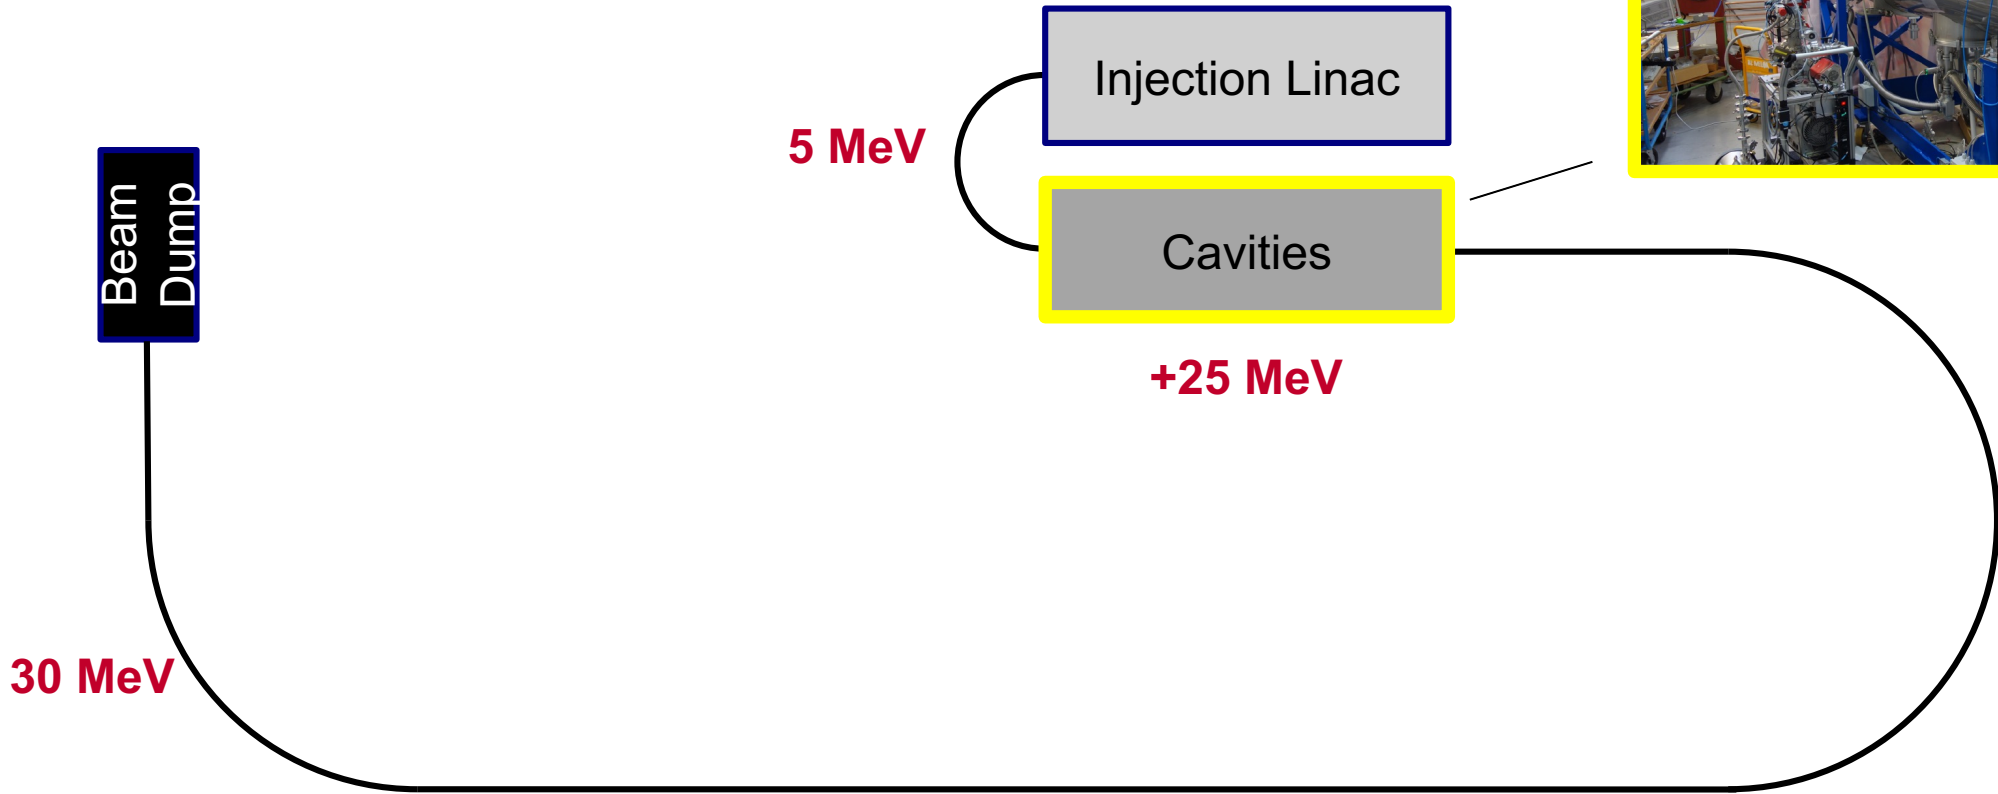 Injection Linac
5 MeV
Beam
Dump
Cavities
+25 MeV
30 MeV